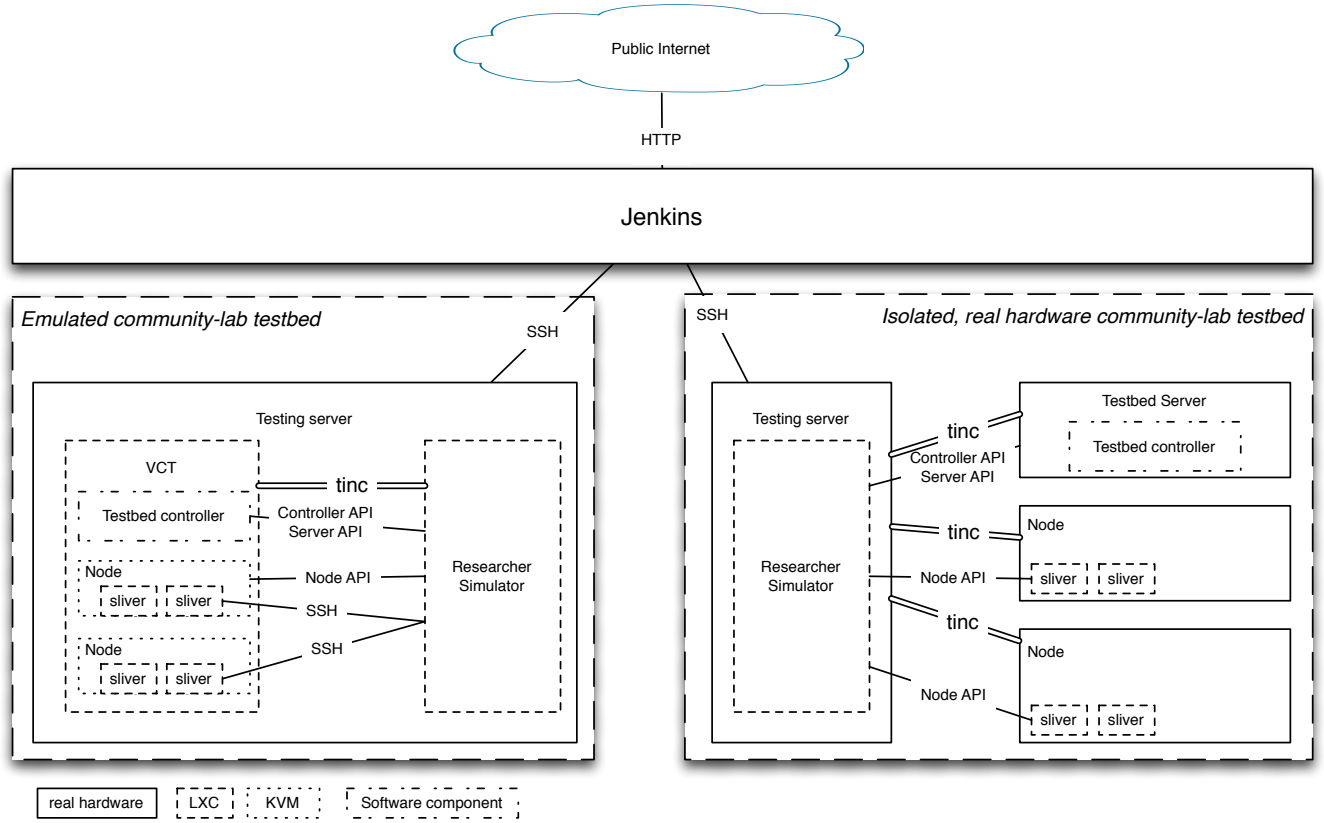 Public Internet
HTTP
Jenkins
Emulated community-lab testbed
SSH
Testing server
VCT
tinc
Testbed controller
Controller API
Server API
Node
Node API
sliver sliver
SSH
Researcher
Simulator
Node
SSH
sliver sliver
SSH
Isolated, real hardware community-lab testbed
Testing server
Researcher
Simulator
tinc
Controller API
Server API
Testbed Server
Testbed controller
tinc
Node
Node API
sliver sliver
tinc
Node
Node API
sliver sliver
real hardware
LXC
KVM
Software component